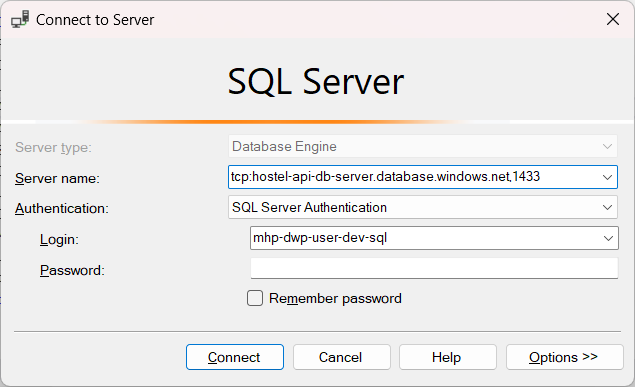 Connect to Server
SQL Server
Server type: Database Engine
Server name: tcp:hostel-api-db-server.database.windows.net,1433
Authentication: SQL Server Authentication
Login: mhp-dwp-user-dev-sql
Password:
Remember password
Connect Cancel Help Options >>